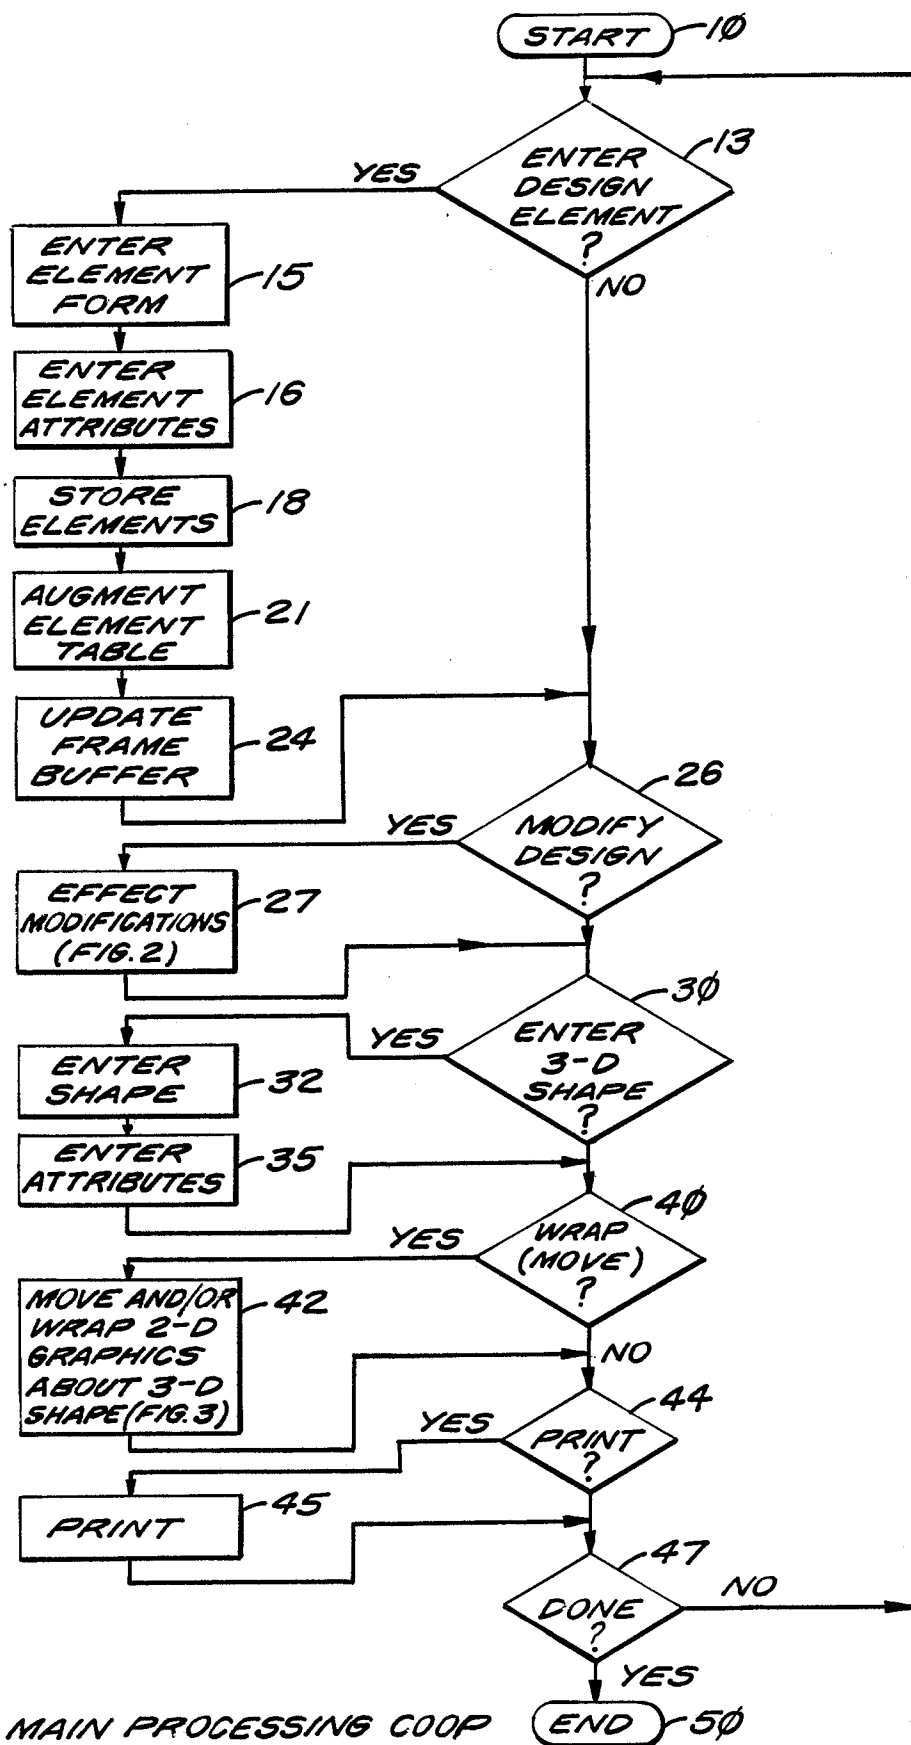 START
10
ENTER
DESIGN
ELEMENT
?
13
YES
NO
ENTER
ELEMENT
FORM
15
ENTER
ELEMENT
ATTRIBUTES
16
STORE
ELEMENTS
18
AUGMENT
ELEMENT
TABLE
21
UPDATE
FRAME
BUFFER
24
MODIFY
DESIGN
?
26
YES
EFFECT
MODIFICATIONS
(FIG.2)
27
ENTER
3-D
SHAPE
?
30
YES
ENTER
SHAPE
32
ENTER
ATTRIBUTES
35
WRAP
(MOVE)
?
40
YES
NO
MOVE AND/OR
WRAP 2-D
GRAPHICS
ABOUT 3-D
SHAPE(FIG.3)
42
PRINT
?
44
YES
PRINT
45
DONE
?
47
NO
YES
END
50
MAIN PROCESSING COOP